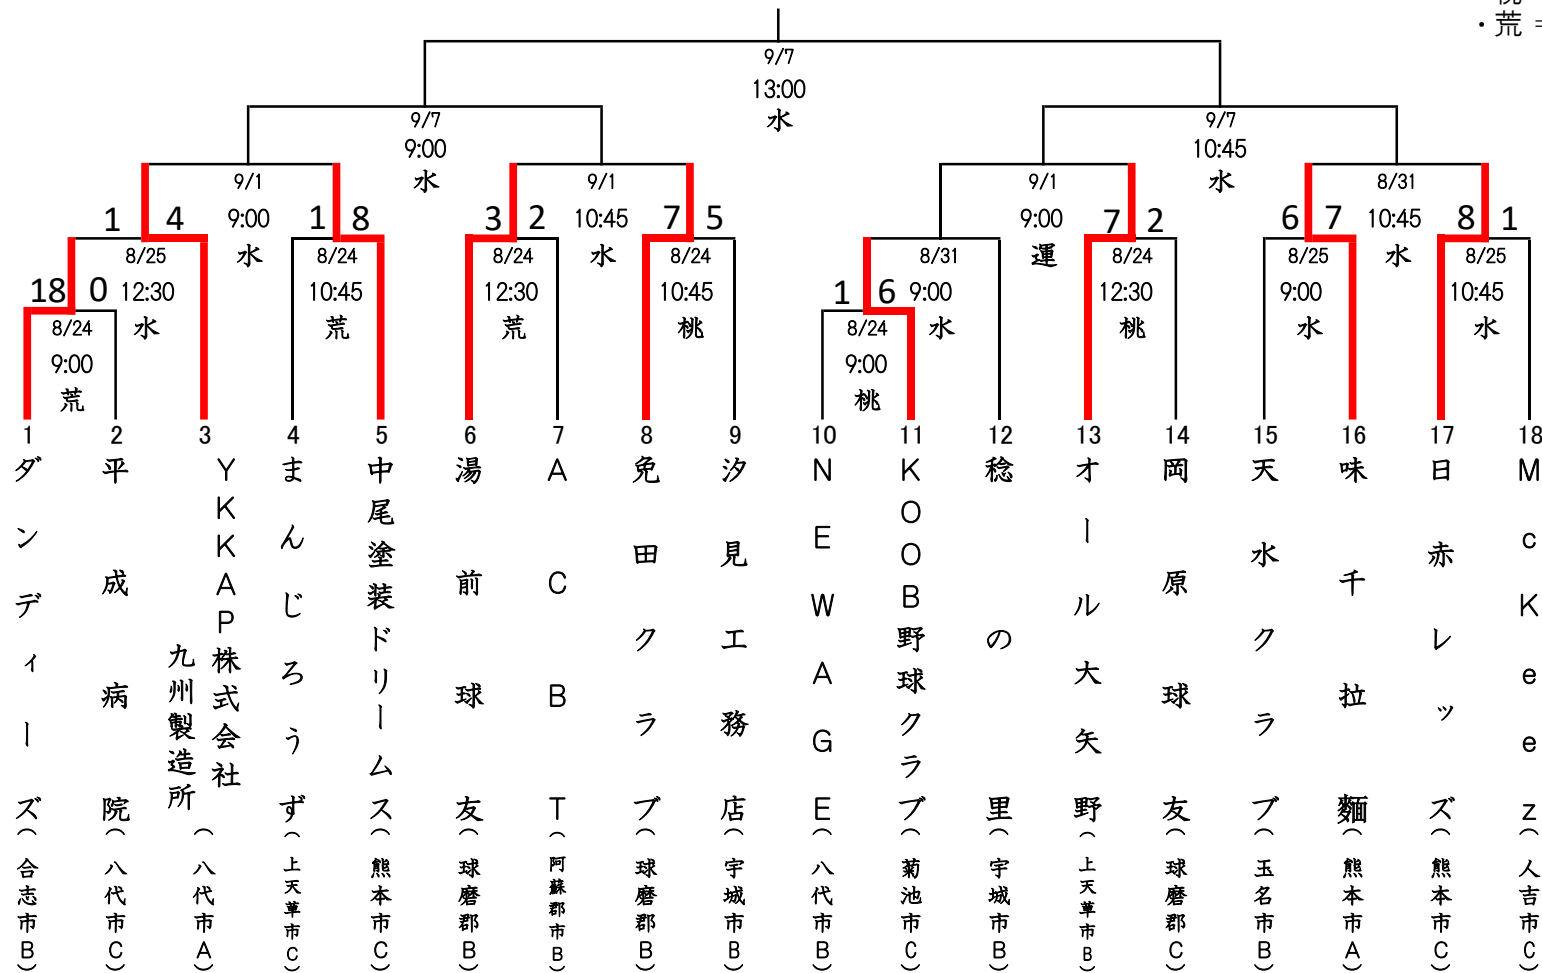 ・荒 =
9/7
13:00
水
9/7
9:00
水
9/7
10:45
水
9/1
9:00
水
9/1
10:45
水
9/1
9:00
運
8/31
10:45
水
1 4
8/25
12:30
水
1 8
8/24
10:45
荒
3 2
8/24
12:30
荒
7 5
8/24
10:45
桃
8/31
9:00
水
7 2
8/24
12:30
桃
6 7
8/25
9:00
水
8 1
8/25
10:45
水
18 0
8/24
9:00
荒
1 6
8/24
9:00
桃
1
ダンディーズ
(合志市B)
2
平成病院
(八代市C)
3
YKKAP株式会社
九州製造所
(八代市A)
4
まんじろうず
(上天草市C)
5
中尾塗装ドリームス
(熊本市C)
6
湯前球友
(球磨郡B)
7
ACBT
(阿蘇郡市B)
8
免田クラブ
(球磨郡B)
9
汐見工務店
(宇城市B)
10
NEWAGE
(八代市B)
11
KOOB野球クラブ
(菊池市C)
12
稔の里
(宇城市B)
13
オール大矢野
(上天草市B)
14
岡原球友
(球磨郡C)
15
天水クラブ
(玉名市B)
16
味千拉麺
(熊本市A)
17
日赤レッズ
(熊本市C)
18
McKeez
(人吉市C)